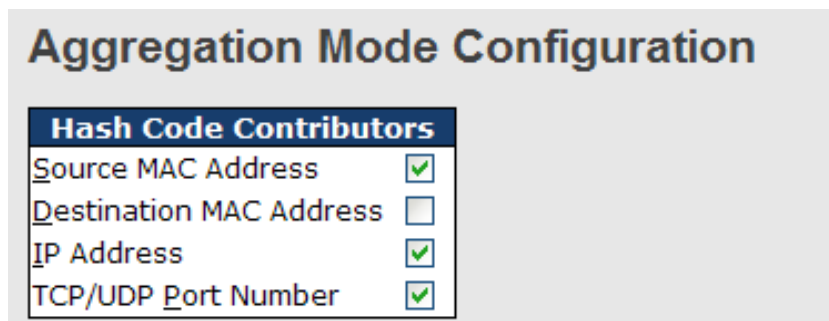 Aggregation Mode Configuration
Hash Code Contributors
Source MAC Address
Destination MAC Address
IP Address
TCP/UDP Port Number